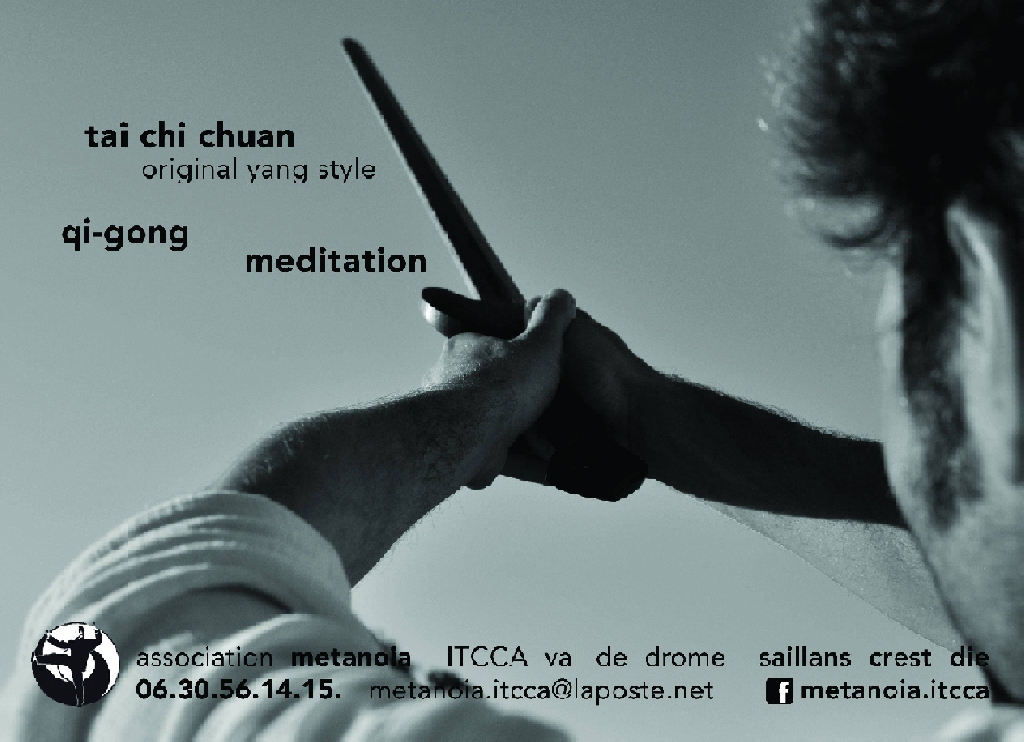 tai chi chuan
original yang style
qi-gong
meditation
association metanoia ITCCA va de drome saillans crest die
06.30.56.14.15. metanoia.itcca@laposte.net f metanoia.itcca